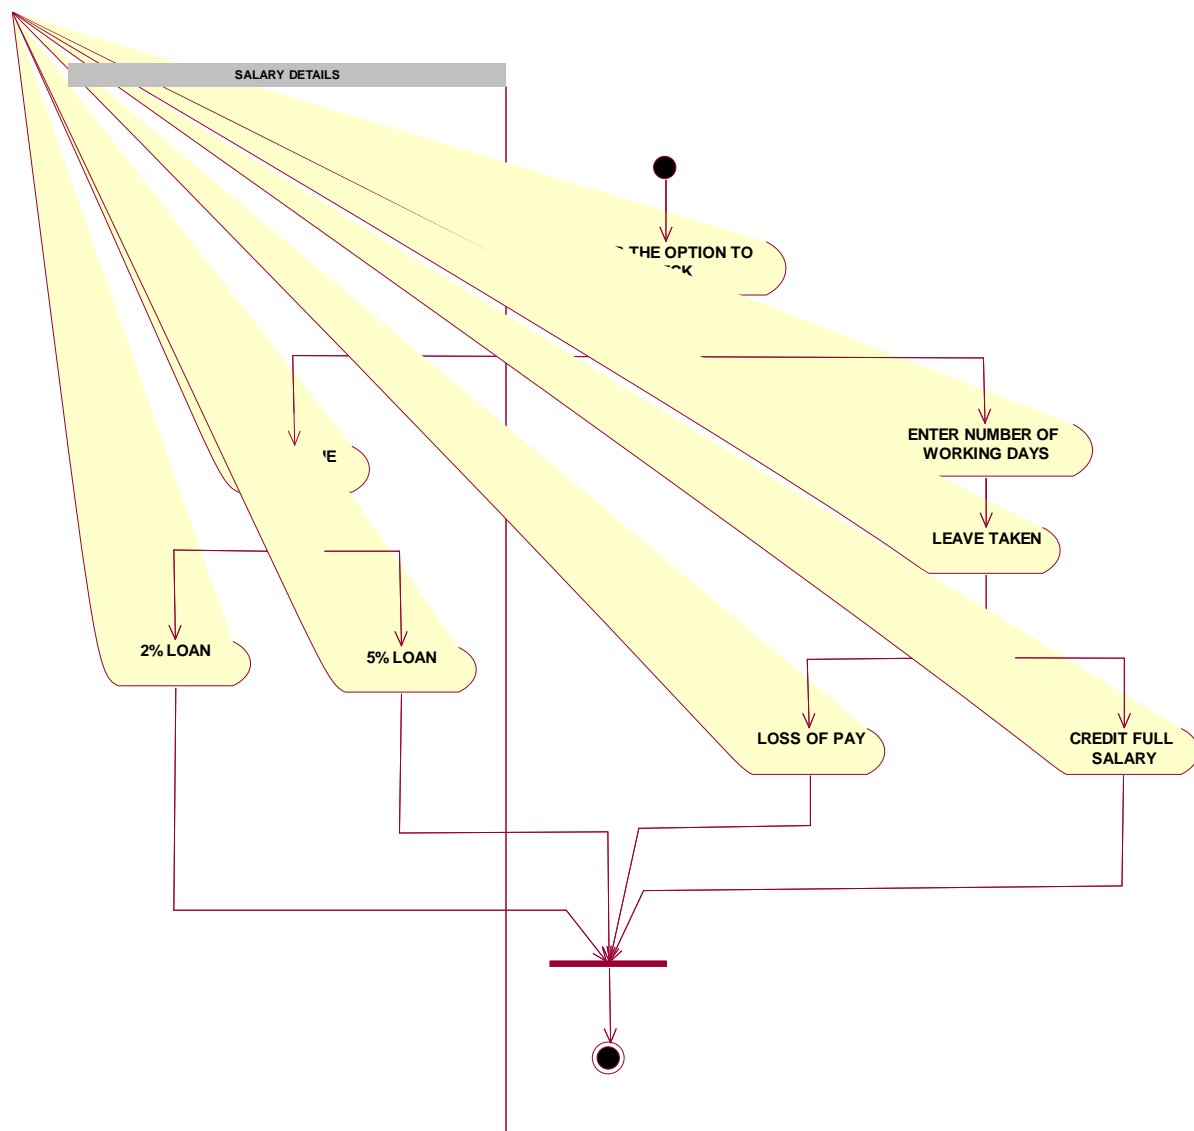 SALARY DETAILS
THE OPTION TO
ENTER NUMBER OF
WORKING DAYS
LEAVE TAKEN
2% LOAN
5% LOAN
LOSS OF PAY
CREDIT FULL
SALARY